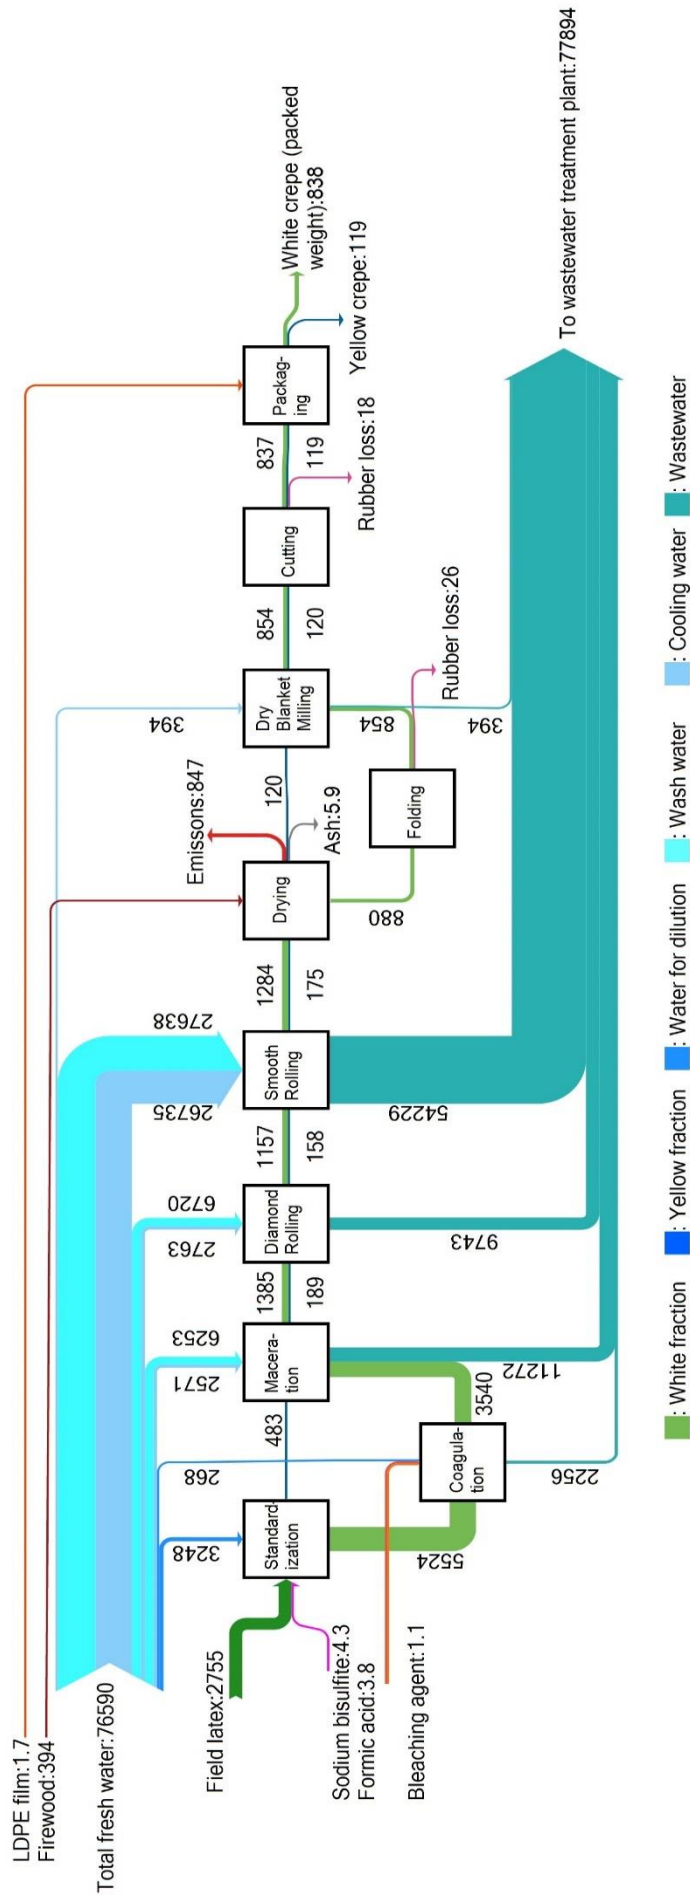 LDPE film:1.7
Firewood:394
Total fresh water:76590
Field latex:2755
Sodium bisulfite:4.3
Formic acid:3.8
Bleaching agent:1.1
3248
268
2571
6253
2763
6720
26735
27638
394
Standard-
ization
483
Macera-
tion
1385
189
Diamond
Rolling
1157
158
Smooth
Rolling
1284
175
Drying
Emissons:847
Ash:5.9
120
Dry
Blanket
Milling
854
120
Cutting
Rubber loss:18
837
119
Packag-
ing
White crepe (packed
weight):838
Yellow crepe:119
5524
Coagula-
tion
3540
880
Folding
854
Rubber loss:26
2256
11272
9743
54229
394
To wastewater treatment plant:77894
: White fraction
: Yellow fraction
: Water for dilution
: Wash water
: Cooling water
: Wastewater